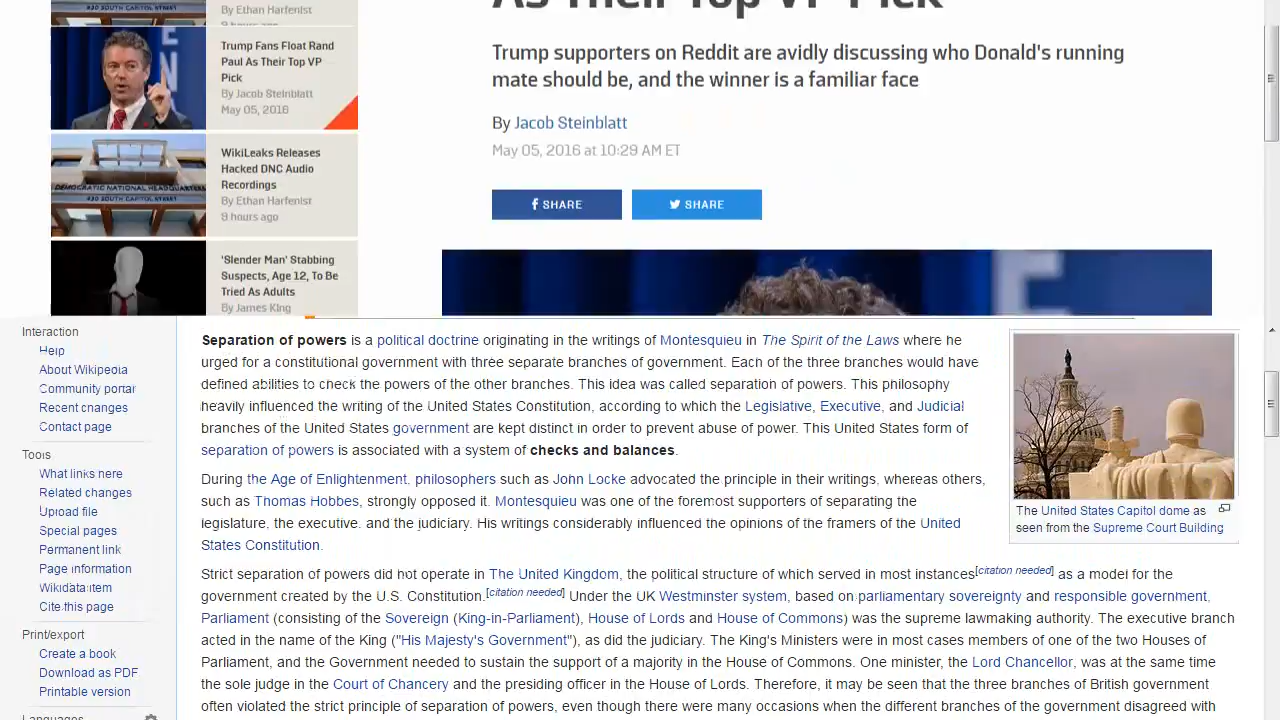 By Ethan Harfenist
9 hours ago
Trump Fans Float Rand
Paul As Their Top VP
Pick
By Jacob Steinblatt
May 05, 2016
WikiLeaks Releases
Hacked DNC Audio
Recordings
By Ethan Harfenist
9 hours ago
DEMOCRATIC NATIONAL HEADQUARTERS
430 SOUTH CAPITOL STREET
'Slender Man' Stabbing
Suspects, Age 12, To Be
Tried As Adults
By James King
As Their Top VP Pick
Trump supporters on Reddit are avidly discussing who Donald's running
mate should be, and the winner is a familiar face
By Jacob Steinblatt
May 05, 2016 at 10:29 AM ET
SHARE
SHARE
Interaction
Help
About Wikipedia
Community portal
Recent changes
Contact page
Tools
What links here
Related changes
Upload file
Special pages
Permanent link
Page information
Wikidata item
Cite this page
Print/export
Create a book
Download as PDF
Printable version
Languages
Separation of powers is a political doctrine originating in the writings of Montesquieu in The Spirit of the Laws where he
urged for a constitutional government with three separate branches of government. Each of the three branches would have
defined abilities to check the powers of the other branches. This idea was called separation of powers. This philosophy
heavily influenced the writing of the United States Constitution, according to which the Legislative, Executive, and Judicial
branches of the United States government are kept distinct in order to prevent abuse of power. This United States form of
separation of powers is associated with a system of checks and balances.
During the Age of Enlightenment, philosophers such as John Locke advocated the principle in their writings, whereas others,
such as Thomas Hobbes, strongly opposed it. Montesquieu was one of the foremost supporters of separating the
legislature, the executive, and the judiciary. His writings considerably influenced the opinions of the framers of the United
States Constitution.
The United States Capitol dome as
seen from the Supreme Court Building
Strict separation of powers did not operate in The United Kingdom, the political structure of which served in most instances[citation needed] as a model for the
government created by the U.S. Constitution.[citation needed] Under the UK Westminster system, based on parliamentary sovereignty and responsible government,
Parliament (consisting of the Sovereign (King-in-Parliament), House of Lords and House of Commons) was the supreme lawmaking authority. The executive branch
acted in the name of the King ("His Majesty's Government"), as did the judiciary. The King's Ministers were in most cases members of one of the two Houses of
Parliament, and the Government needed to sustain the support of a majority in the House of Commons. One minister, the Lord Chancellor, was at the same time
the sole judge in the Court of Chancery and the presiding officer in the House of Lords. Therefore, it may be seen that the three branches of British government
often violated the strict principle of separation of powers, even though there were many occasions when the different branches of the government disagreed with